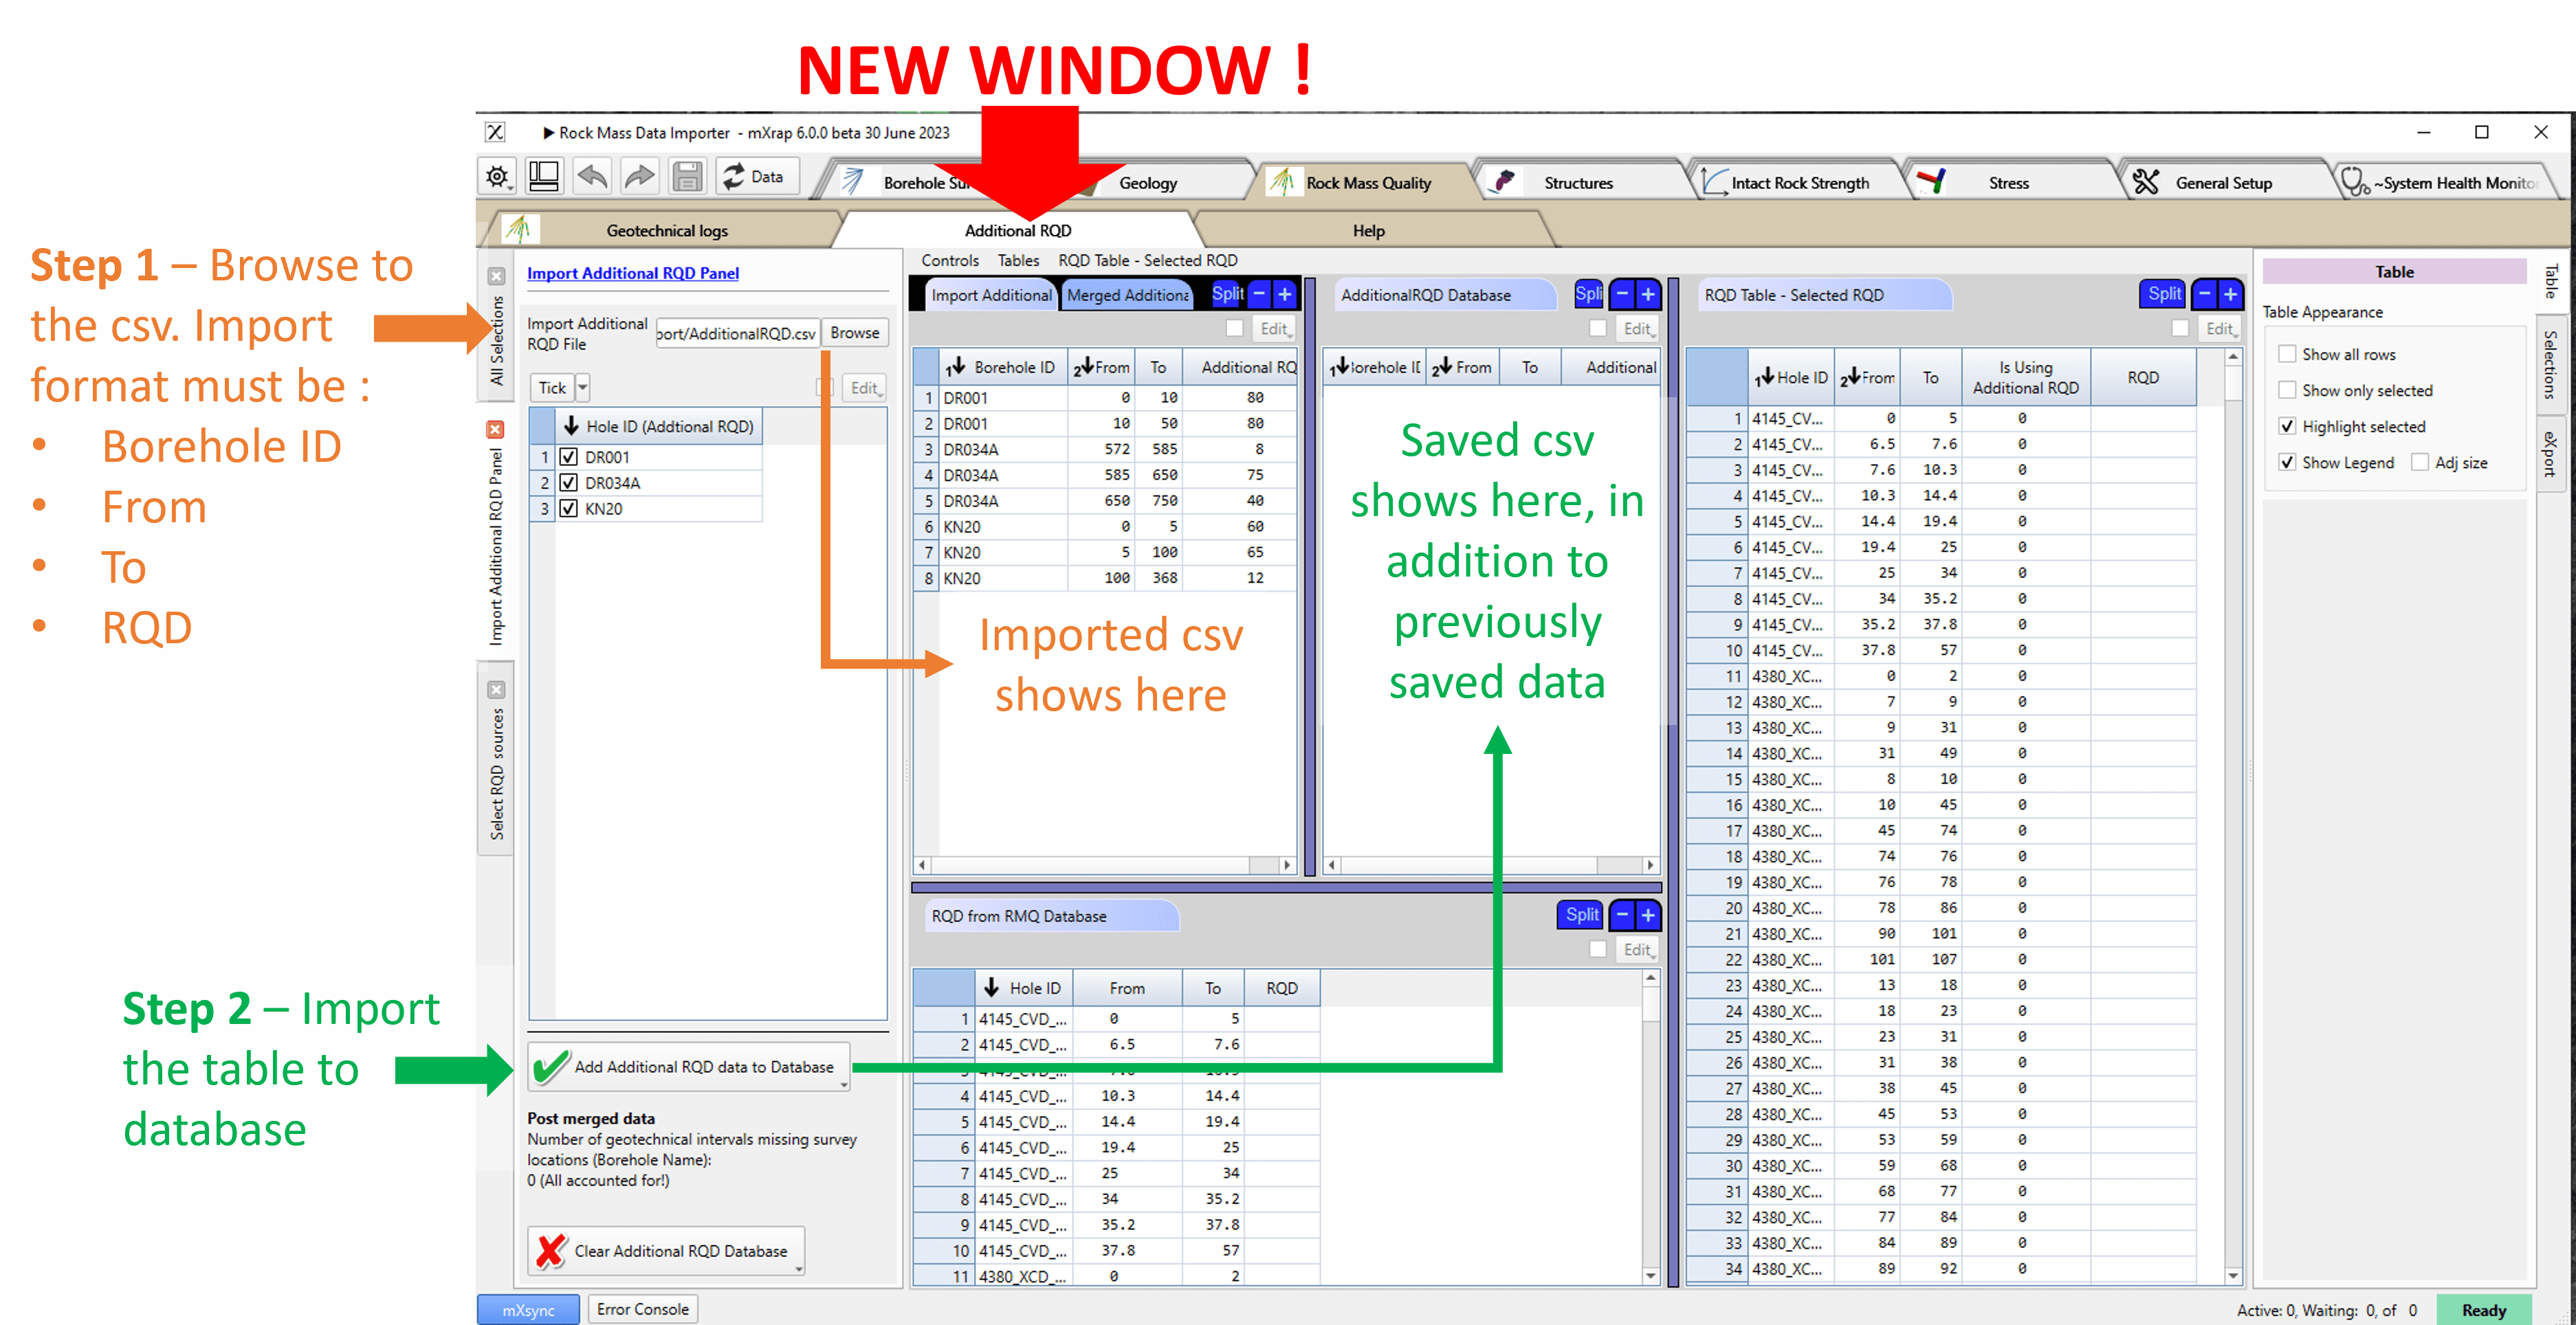 NEW WINDOW !
Rock Mass Data Importer - mXrap 6.0.0 beta 30 June 2023
Data
Borehole Su
Geology
Rock Mass Quality
Structures
Intact Rock Strength
Stress
General Setup
~System Health Monito
Geotechnical logs
Additional RQD
Help
Step 1 – Browse to
the csv. Import
format must be :
• Borehole ID
• From
• To
• RQD
All Selections
Import Additional RQD Panel
Select RQD sources
Import Additional RQD Panel
Import Additional
RQD File
port/AdditionalRQD.csv Browse
Tick Edit
Hole ID (Addtional RQD)
1 DR001
2 DR034A
3 KN20
Controls Tables RQD Table - Selected RQD
Import Additional Merged Additiona Split - +
Edit
1 Borehole ID 2 From To Additional RQ
1 DR001 0 10 80
2 DR001 10 50 80
3 DR034A 572 585 8
4 DR034A 585 650 75
5 DR034A 650 750 40
6 KN20 0 5 60
7 KN20 5 100 65
8 KN20 100 368 12
Imported csv
shows here
AdditionalRQD Database Spli - +
Edit
1 orehole I 2 From To Additional
Saved csv
shows here, in
addition to
previously
saved data
RQD Table - Selected RQD Split - +
Edit
1 Hole ID 2 From To Is Using
Additional RQD RQD
1 4145_CV... 0 5 0
2 4145_CV... 6.5 7.6 0
3 4145_CV... 7.6 10.3 0
4 4145_CV... 10.3 14.4 0
5 4145_CV... 14.4 19.4 0
6 4145_CV... 19.4 25 0
7 4145_CV... 25 34 0
8 4145_CV... 34 35.2 0
9 4145_CV... 35.2 37.8 0
10 4145_CV... 37.8 57 0
11 4380_XC... 0 2 0
12 4380_XC... 7 9 0
13 4380_XC... 9 31 0
14 4380_XC... 31 49 0
15 4380_XC... 8 10 0
16 4380_XC... 10 45 0
17 4380_XC... 45 74 0
18 4380_XC... 74 76 0
19 4380_XC... 76 78 0
20 4380_XC... 78 86 0
21 4380_XC... 90 101 0
22 4380_XC... 101 107 0
23 4380_XC... 13 18 0
24 4380_XC... 18 23 0
25 4380_XC... 23 31 0
26 4380_XC... 31 38 0
27 4380_XC... 38 45 0
28 4380_XC... 45 53 0
29 4380_XC... 53 59 0
30 4380_XC... 59 68 0
31 4380_XC... 68 77 0
32 4380_XC... 77 84 0
33 4380_XC... 84 89 0
34 4380_XC... 89 92 0
Table
Table Appearance
Show all rows
Show only selected
Highlight selected
Show Legend Adj size
Table
Selections
eXport
RQD from RMQ Database Split - +
Edit
Hole ID From To RQD
1 4145_CVD_... 0 5
2 4145_CVD_... 6.5 7.6
4 4145_CVD_... 10.3 14.4
5 4145_CVD_... 14.4 19.4
6 4145_CVD_... 19.4 25
7 4145_CVD_... 25 34
8 4145_CVD_... 34 35.2
9 4145_CVD_... 35.2 37.8
10 4145_CVD_... 37.8 57
11 4380_XCD_... 0 2
Step 2 – Import
the table to
database
Add Additional RQD data to Database
Post merged data
Number of geotechnical intervals missing survey
locations (Borehole Name):
0 (All accounted for!)
Clear Additional RQD Database
mXsync Error Console
Active: 0, Waiting: 0, of 0 Ready